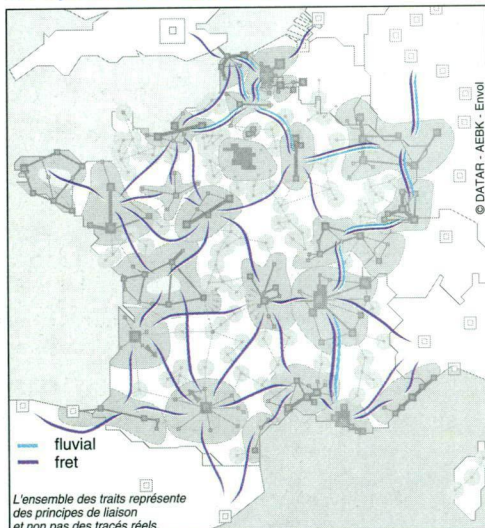 © DATAR - AEBK - Envol
fluvial
fret
L'ensemble des traits représente
des principes de liaison
et non pas des tracés réels